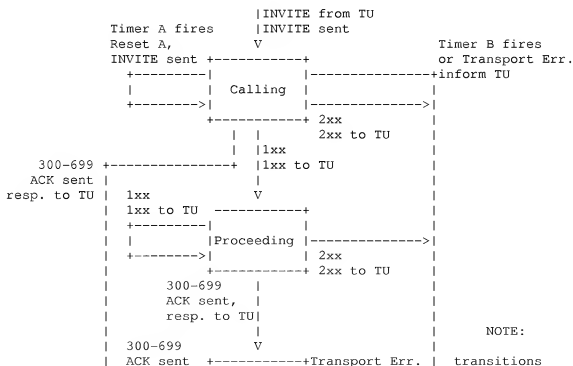 |INVITE from TU
Timer A fires     |INVITE sent
Reset A,          V                      Timer B fires
INVITE sent +-----------+                or Transport Err.
+---------|           |---------------+inform TU
|         |  Calling  |               |
+-------->|           |-------------->|
+-----------+ 2xx           |
|  |       2xx to TU     |
|  |1xx                  |
300-699 +---------------+  |1xx to TU            |
ACK sent |                  |                     |
resp. to TU |  1xx             V                     |
|  1xx to TU  -----------+               |
|  +---------|           |               |
|  |         |Proceeding |-------------->|
|  +-------->|           | 2xx           |
|            +-----------+ 2xx to TU     |
|       300-699    |                     |
|       ACK sent,  |                     |
|       resp. to TU|                     |
|                  |                     |      NOTE:
|  300-699         V                     |
|  ACK sent  +-----------+Transport Err. |  transitions